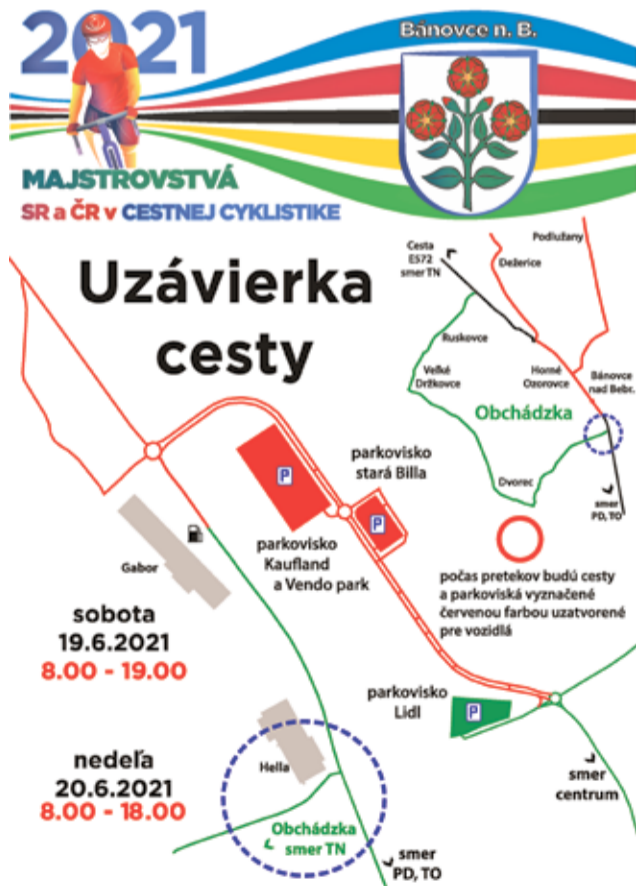 2021
Bánovce n. B.
MAJSTROVSTVÁ
SR a ČR v CESTNEJ CYKLISTIKE
Uzávierka
cesty
Cesta
E572
smer TN
Podlužany
Dežerice
Ruskovce
Veľké
Držkovce
Horné
Ozorovce
Bánovce
nad Bebr.
Obchádzka
Dvorec
smer
PD, TO
parkovisko
stará Billa
P
P
parkovisko
Kaufland
a Vendo park
Gabor
počas pretekov budú cesty
a parkoviská vyznačené
červenou farbou uzatvorené
pre vozidlá
sobota
19.6.2021
8.00 - 19.00
parkovisko
Lidl
P
nedeľa
20.6.2021
8.00 - 18.00
Hella
smer
centrum
Obchádzka
smer TN
smer
PD, TO